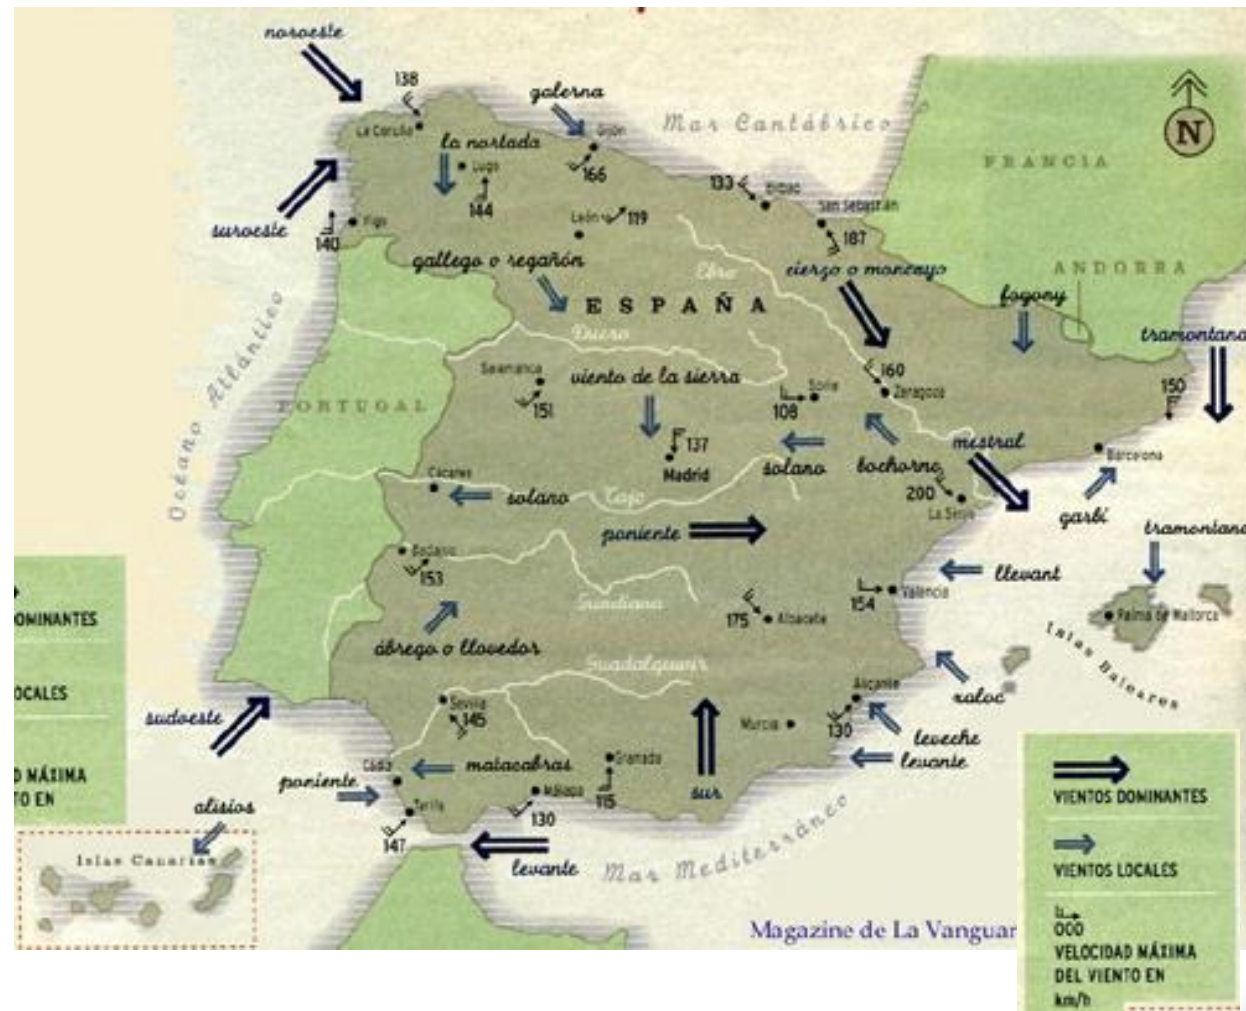 noroeste
138
galerna
Mar Cantábrico
N
La Coruña
Gijón
la nortada
FRANCIA
Lugo
166
133
Bilbao
144
León
119
San Sebastián
suroeste
140
Vigo
187
gallego o regañón
Ebro
cierzo o moncayo
ANDORRA
fogony
ESPAÑA
Duero
tramontana
Océano Atlántico
Salamanca
viento de la sierra
160
Soria
Zaragoza
150
PORTUGAL
151
108
137
Madrid
solano
bochorno
mestral
Barcelona
Cáceres
solano
Tajo
200
La Senia
garbí
tramontana
poniente
Badajoz
153
llevant
154
Valencia
Guadiana
175
Albacete
Palma de Mallorca
Islas Baleares
OMINANTES
ábrego o llovedor
Guadalquivir
xaloc
OCALES
sudoeste
Sevilla
145
Alicante
Murcia
130
leveche
levante
D MÁXIMA
TO EN
Cádiz
matacabras
Granada
poniente
115
sur
Málaga
130
alisios
Tarifa
147
levante
Mar Mediterráneo
Islas Canarias
VIENTOS DOMINANTES
VIENTOS LOCALES
000
VELOCIDAD MÁXIMA
DEL VIENTO EN
km/h
Magazine de La Vanguar